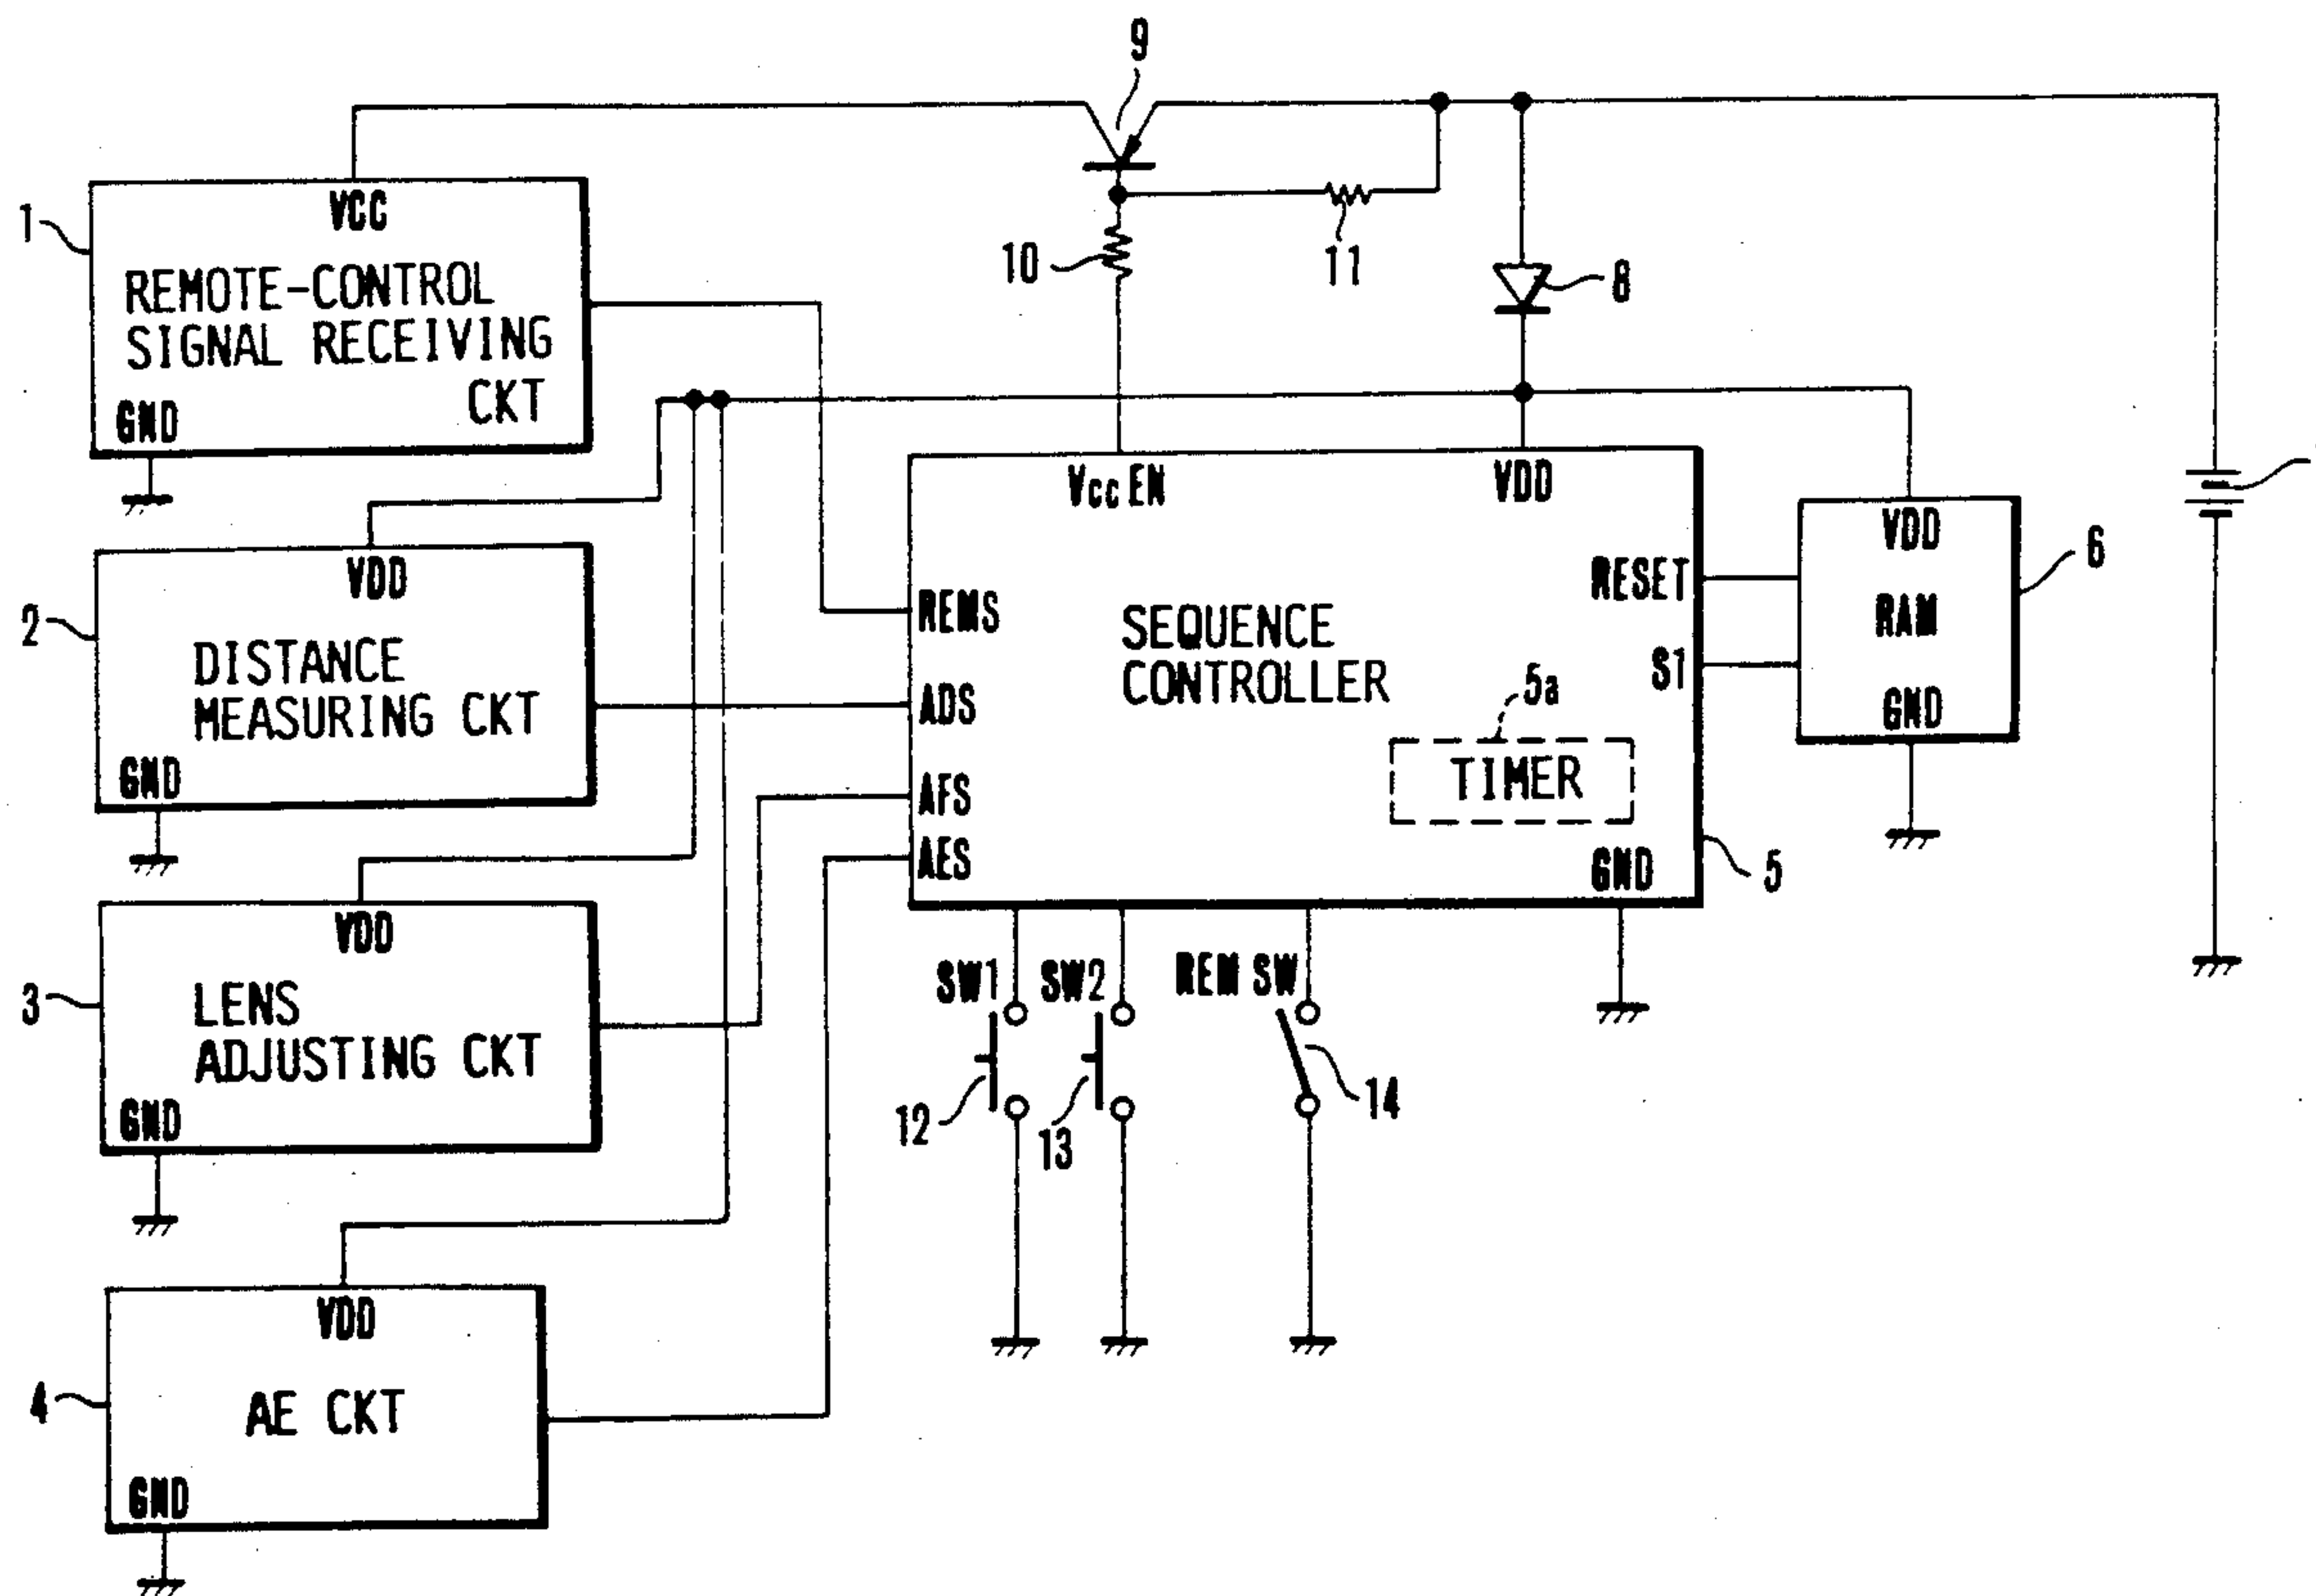 9
1
VCC
REMOTE-CONTROL
SIGNAL RECEIVING
CKT
GND
10
11
8
VCC EN
VDD
REMS
ADS
AFS
AES
SEQUENCE
CONTROLLER
5a
TIMER
RESET
S1
GND
5
VDD
RAM
GND
6
2
VDD
DISTANCE
MEASURING CKT
GND
3
VDD
LENS
ADJUSTING CKT
GND
SW1
SW2
REM SW
12
13
14
4
VDD
AE CKT
GND